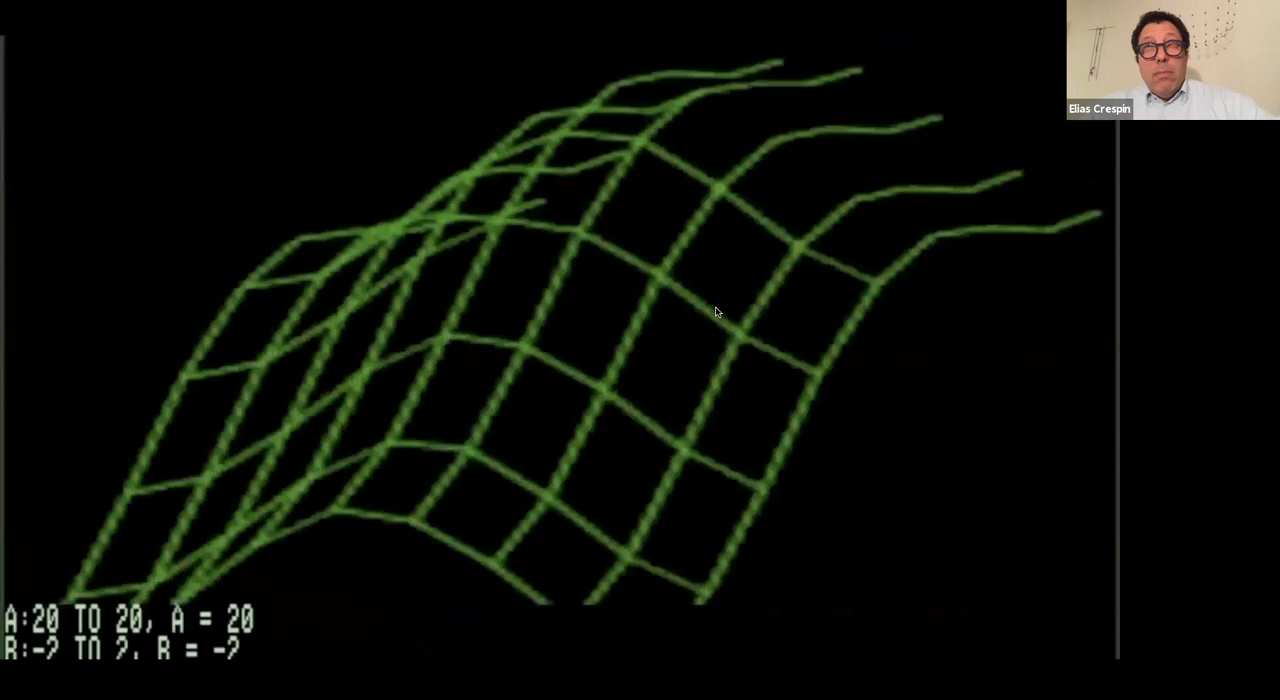 Elias Crespin
A:20 TO 20, A = 20
B:-2 TO 2, B = -2